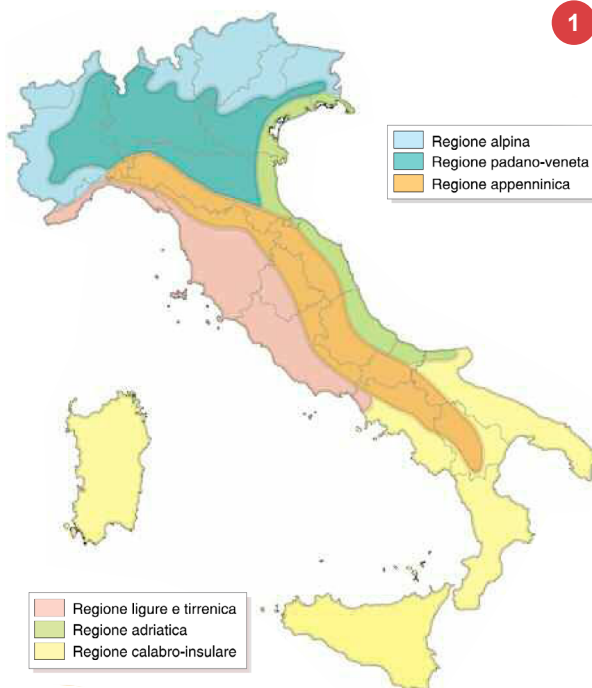 1
Regione alpina
Regione padano-veneta
Regione appenninica
Regione ligure e tirrenica
Regione adriatica
Regione calabro-insulare